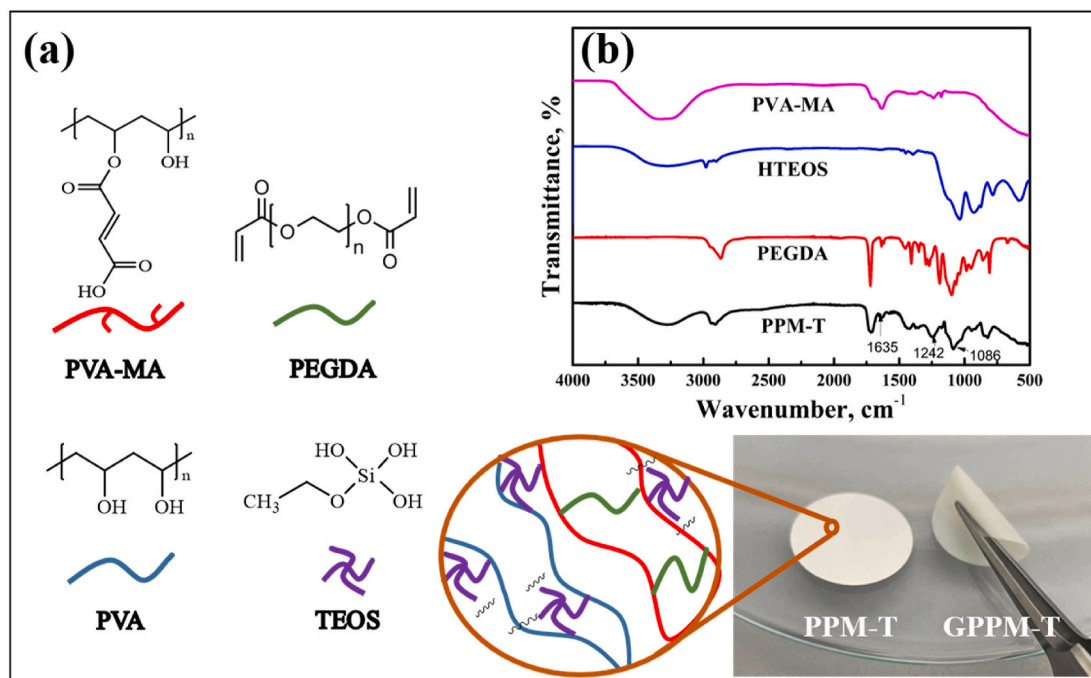 (a)
n
O
OH
O
O
HO
PVA-MA
O
O
n
O
O
PEGDA
n
OH
OH
PVA
HO
OH
Si
CH₃
O
OH
TEOS
(b)
Transmittance, %
PVA-MA
HTEOS
PEGDA
PPM-T
1635
1242
1086
4000 3500 3000 2500 2000 1500 1000 500
Wavenumber, cm⁻¹
PPM-T
GPPM-T